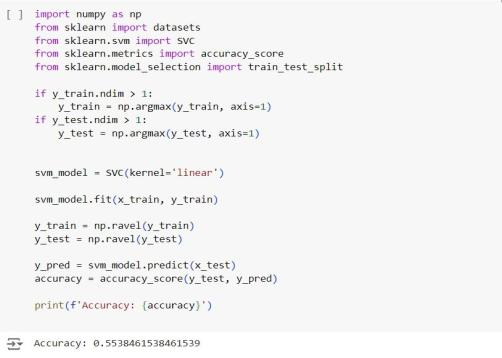 [ ] import numpy as np
from sklearn import datasets
from sklearn.svm import SVC
from sklearn.metrics import accuracy_score
from sklearn.model_selection import train_test_split
if y_train.ndim > 1:
    y_train = np.argmax(y_train, axis=1)
if y_test.ndim > 1:
    y_test = np.argmax(y_test, axis=1)
svm_model = SVC(kernel='linear')
svm_model.fit(x_train, y_train)
y_train = np.ravel(y_train)
y_test = np.ravel(y_test)
y_pred = svm_model.predict(x_test)
accuracy = accuracy_score(y_test, y_pred)
print(f'Accuracy: {accuracy}')
Accuracy: 0.5538461538461539